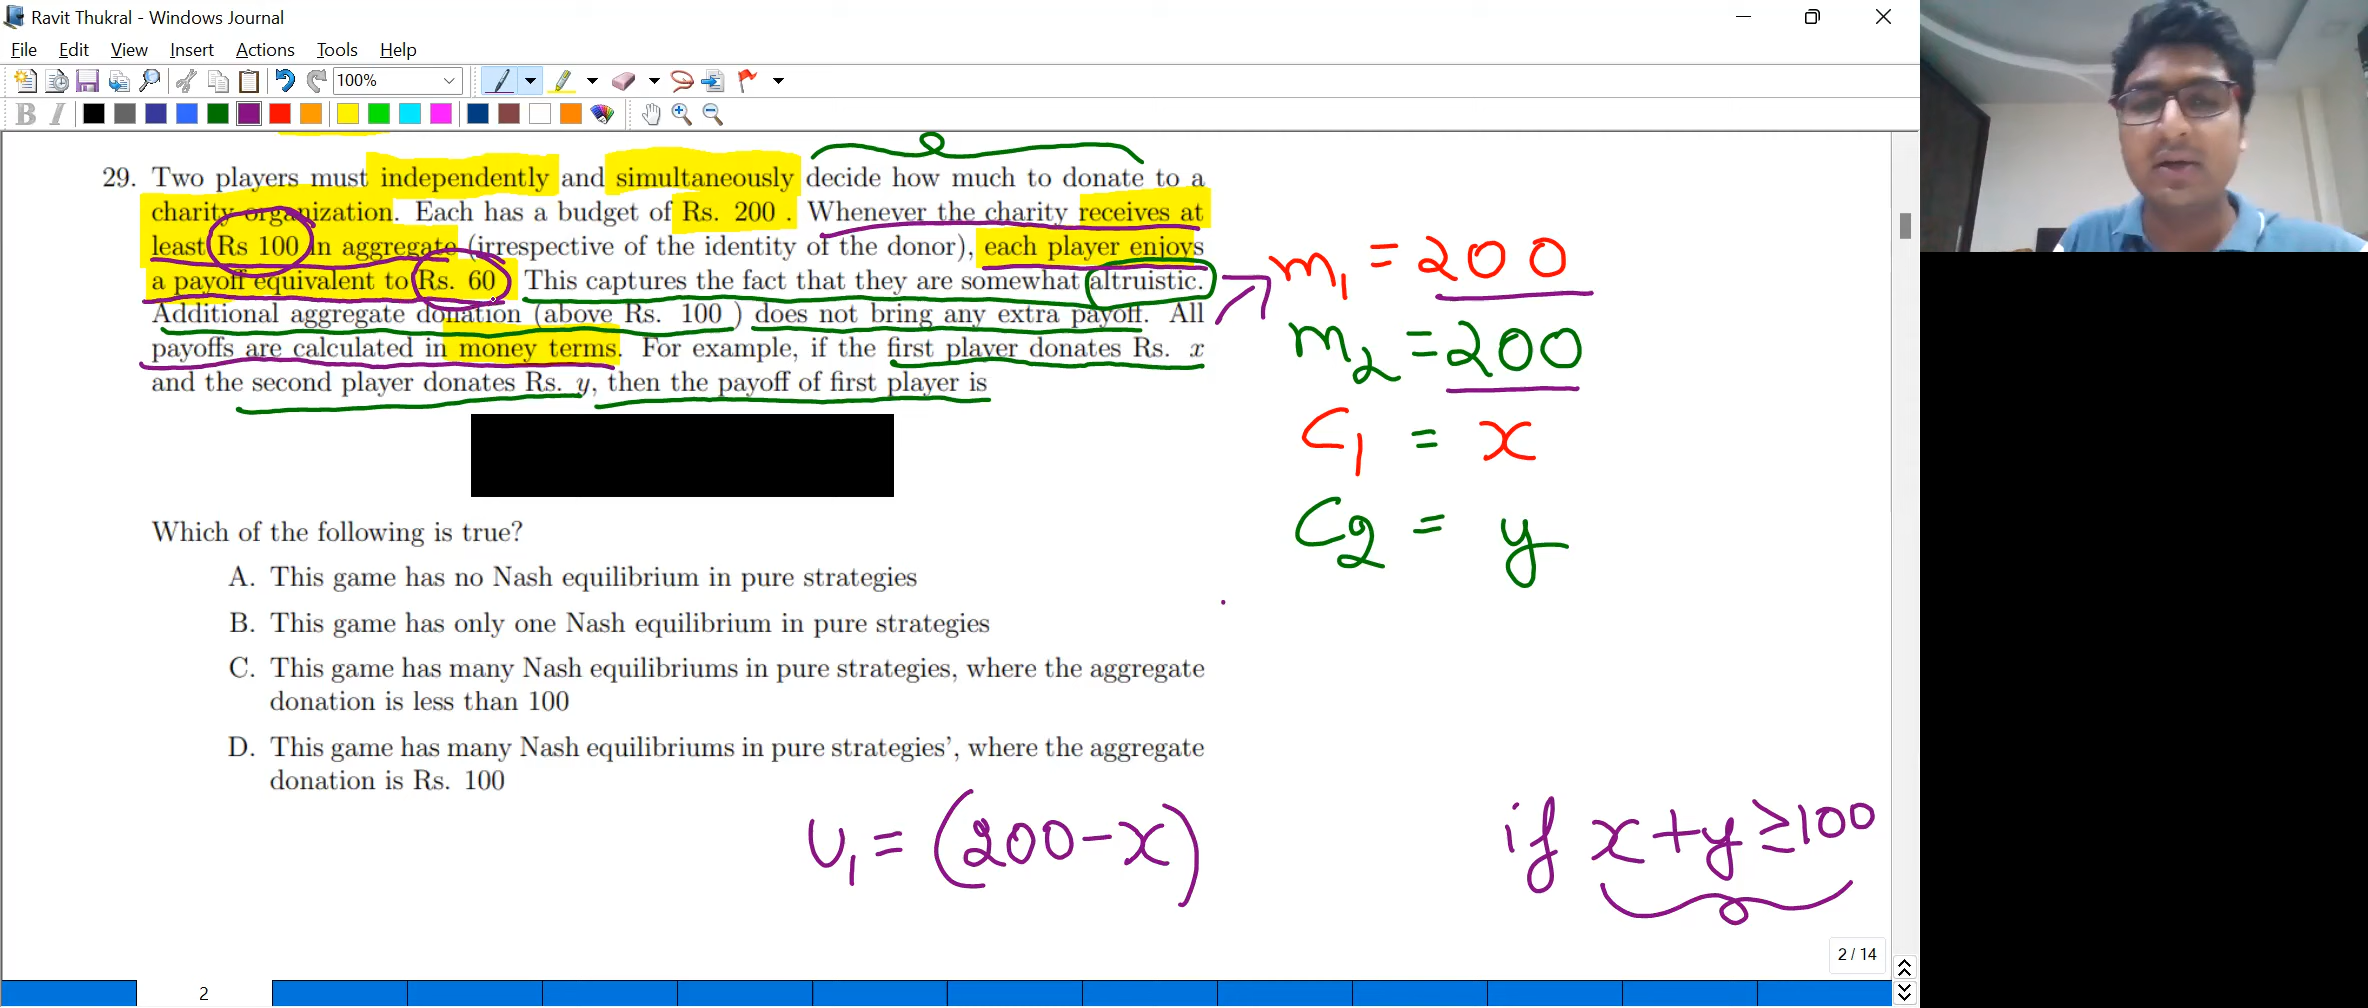 Ravit Thukral - Windows Journal
File Edit View Insert Actions Tools Help
100%
B I
29. Two players must independently and simultaneously decide how much to donate to a
charity organization. Each has a budget of Rs. 200 . Whenever the charity receives at
least Rs 100 in aggregate (irrespective of the identity of the donor), each player enjoys
a payoff equivalent to Rs. 60 This captures the fact that they are somewhat altruistic.
Additional aggregate donation (above Rs. 100 ) does not bring any extra payoff. All
payoffs are calculated in money terms. For example, if the first player donates Rs. x
and the second player donates Rs. y, then the payoff of first player is
m₁ = 200
m₂ = 200
C₁ = x
C₂ = y
Which of the following is true?
A. This game has no Nash equilibrium in pure strategies
B. This game has only one Nash equilibrium in pure strategies
C. This game has many Nash equilibriums in pure strategies, where the aggregate
donation is less than 100
D. This game has many Nash equilibriums in pure strategies', where the aggregate
donation is Rs. 100
U₁ = (200-x) if x+y≥100
2 / 14
2